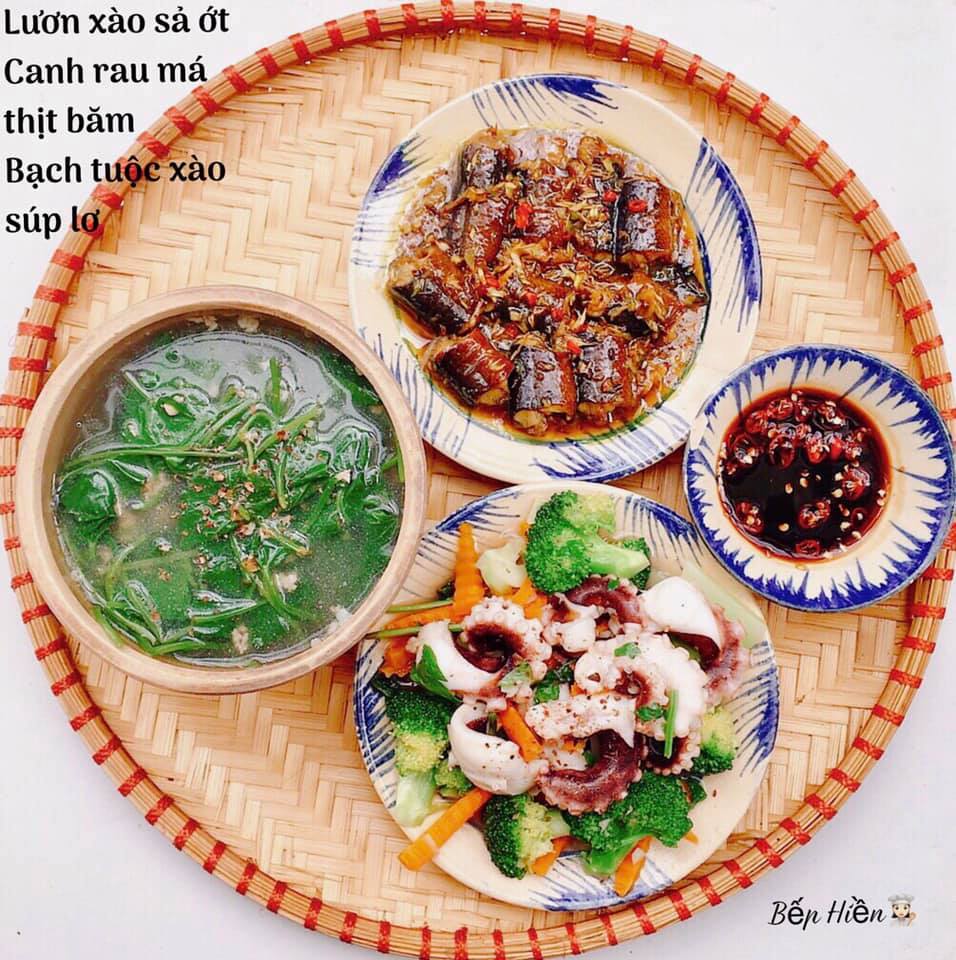 Lươn xào sả ớt
Canh rau má
thịt băm
Bạch tuộc xào
súp lơ
Bếp Hiền